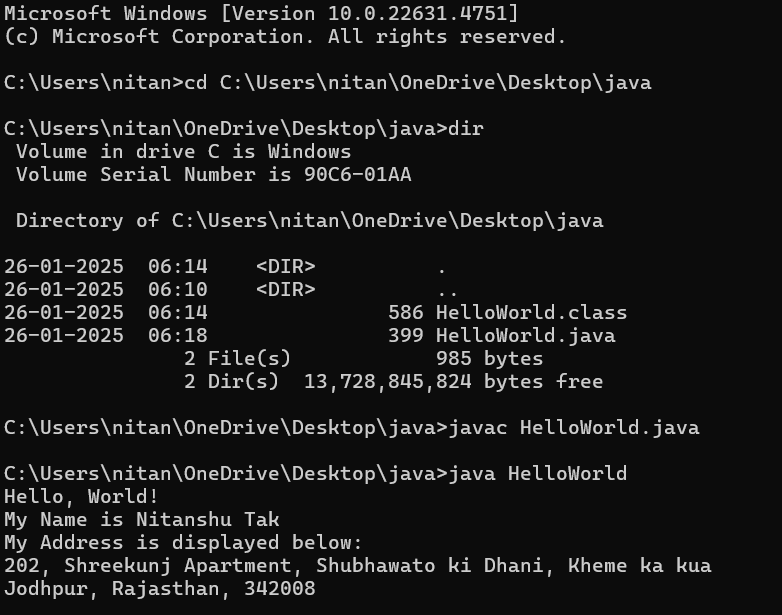 Microsoft Windows [Version 10.0.22631.4751]
(c) Microsoft Corporation. All rights reserved.
C:\Users\nitan>cd C:\Users\nitan\OneDrive\Desktop\java
C:\Users\nitan\OneDrive\Desktop\java>dir
Volume in drive C is Windows
Volume Serial Number is 90C6-01AA
Directory of C:\Users\nitan\OneDrive\Desktop\java
26-01-2025  06:14    <DIR>          .
26-01-2025  06:10    <DIR>          ..
26-01-2025  06:14               586 HelloWorld.class
26-01-2025  06:18               399 HelloWorld.java
2 File(s)            985 bytes
2 Dir(s)  13,728,845,824 bytes free
C:\Users\nitan\OneDrive\Desktop\java>javac HelloWorld.java
C:\Users\nitan\OneDrive\Desktop\java>java HelloWorld
Hello, World!
My Name is Nitanshu Tak
My Address is displayed below:
202, Shreekunj Apartment, Shubhawato ki Dhani, Kheme ka kua
Jodhpur, Rajasthan, 342008